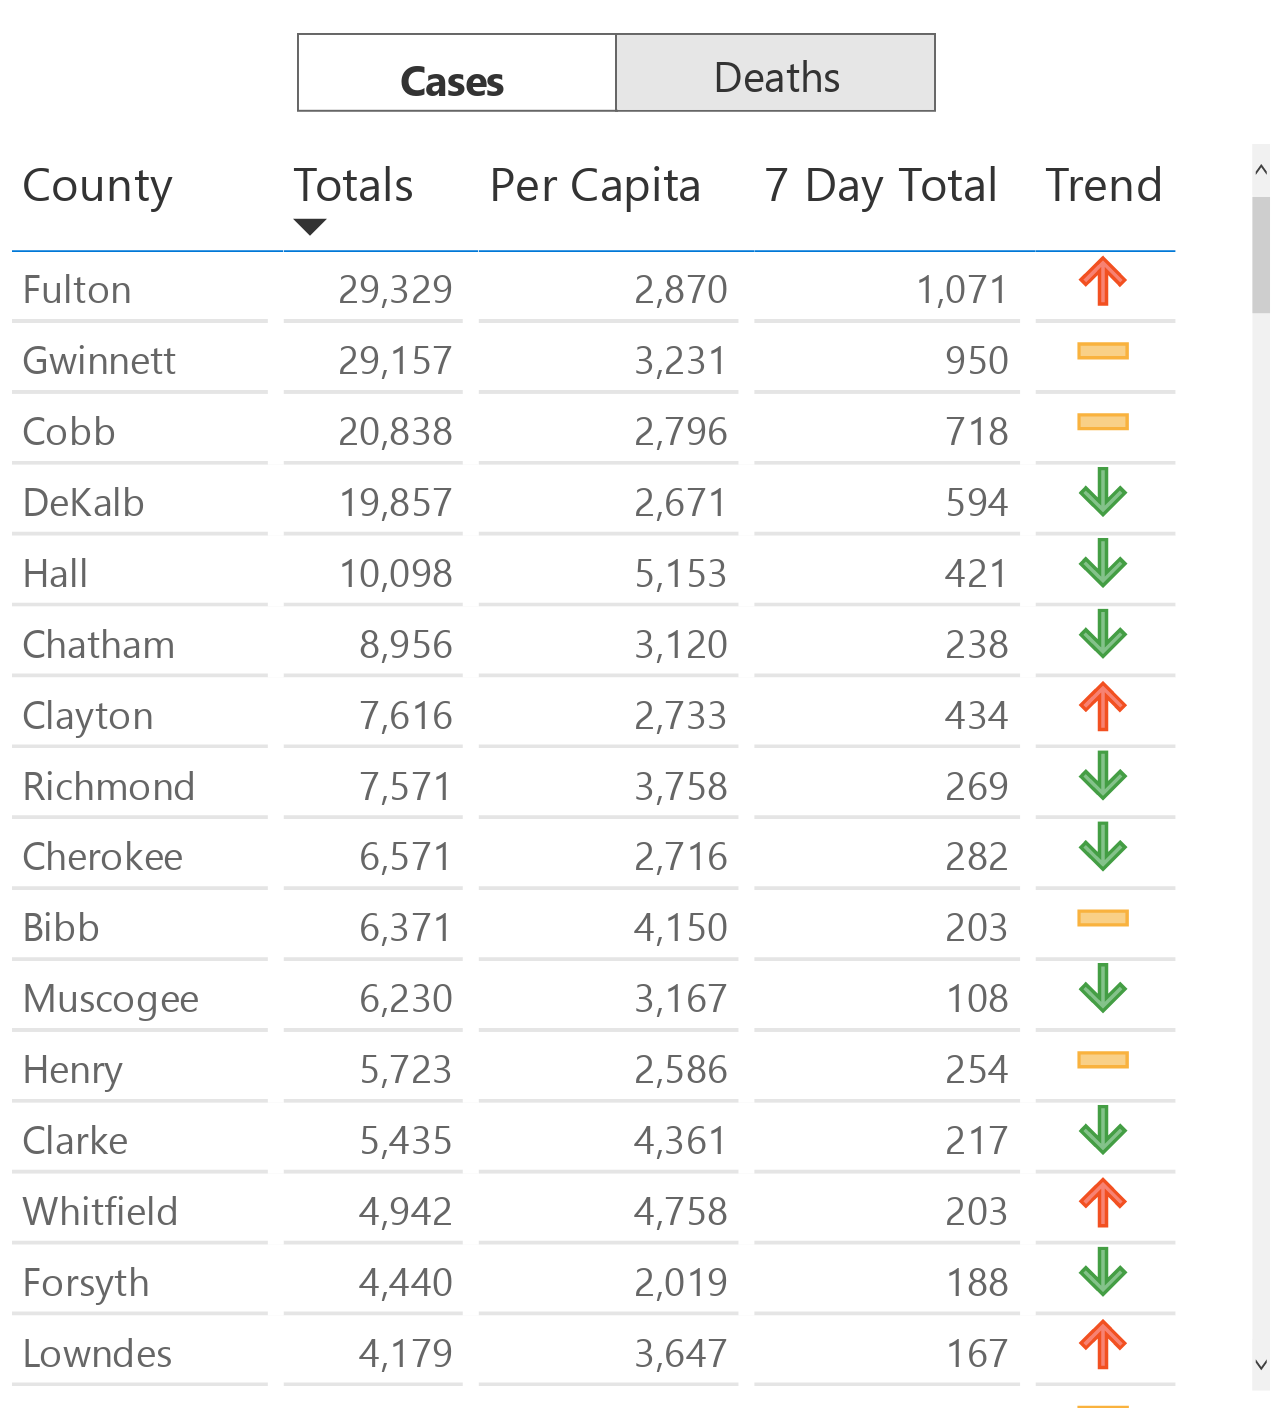 Cases Deaths
County Totals Per Capita 7 Day Total Trend
Fulton 29,329 2,870 1,071
Gwinnett 29,157 3,231 950
Cobb 20,838 2,796 718
DeKalb 19,857 2,671 594
Hall 10,098 5,153 421
Chatham 8,956 3,120 238
Clayton 7,616 2,733 434
Richmond 7,571 3,758 269
Cherokee 6,571 2,716 282
Bibb 6,371 4,150 203
Muscogee 6,230 3,167 108
Henry 5,723 2,586 254
Clarke 5,435 4,361 217
Whitfield 4,942 4,758 203
Forsyth 4,440 2,019 188
Lowndes 4,179 3,647 167